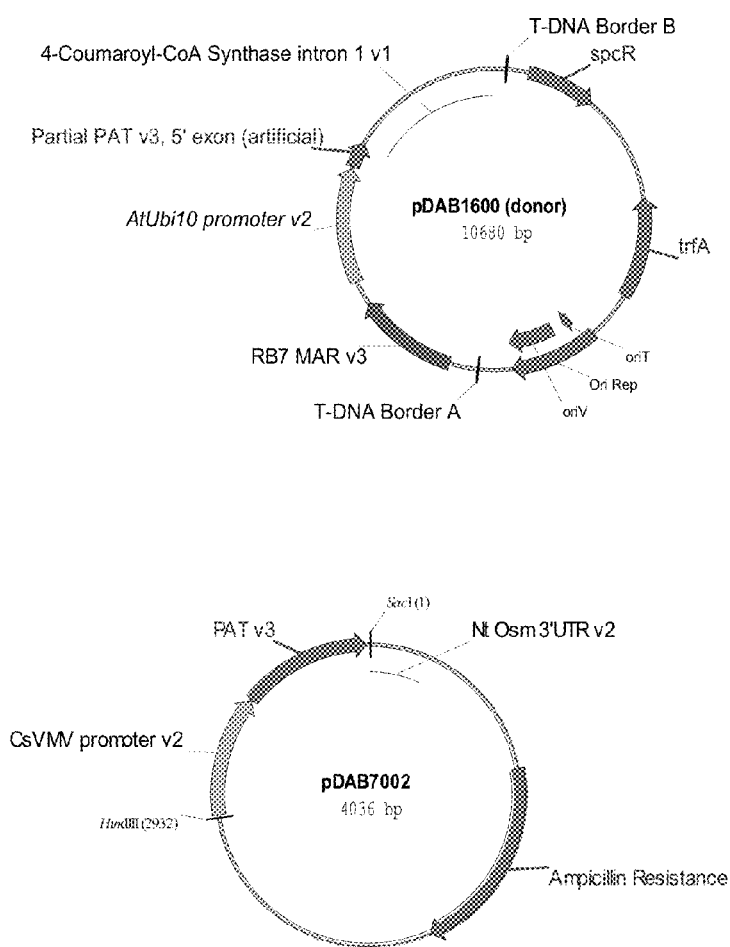 T-DNA Border B
4-Coumaroyl-CoA Synthase intron 1 v1
spcR
Partial PAT v3, 5' exon (artificial)
pDAB1600 (donor)
AtUbi10 promoter v2
10680 bp
trfA
RB7 MAR v3
oriT
Ori Rep
T-DNA Border A
oriV
SacI (1)
PAT v3
Nt Osm 3'UTR v2
CsVMV promoter v2
pDAB7002
4036 bp
HindIII (2932)
Ampicillin Resistance